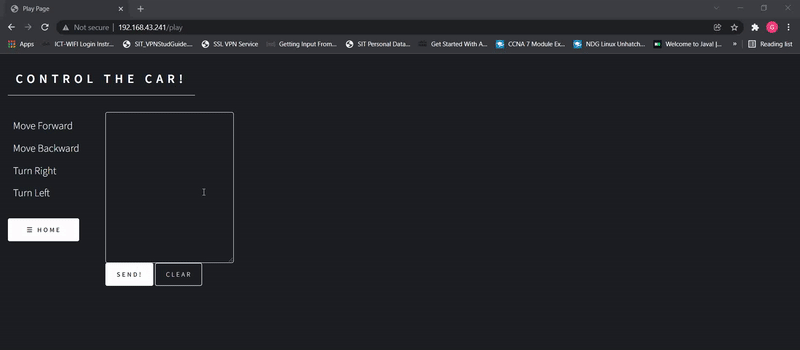 Play Page
Not secure | 192.168.43.241/play
G
Apps ICT-WIFI Login Instr... SIT_VPNStudGuide.... SSL VPN Service Getting Input From... SIT Personal Data... Get Started With A... CCNA 7 Module Ex... NDG Linux Unhatch... Welcome to Java! |... » Reading list
CONTROL THE CAR!
Move Forward
Move Backward
Turn Right
Turn Left
☰ HOME
SEND! CLEAR